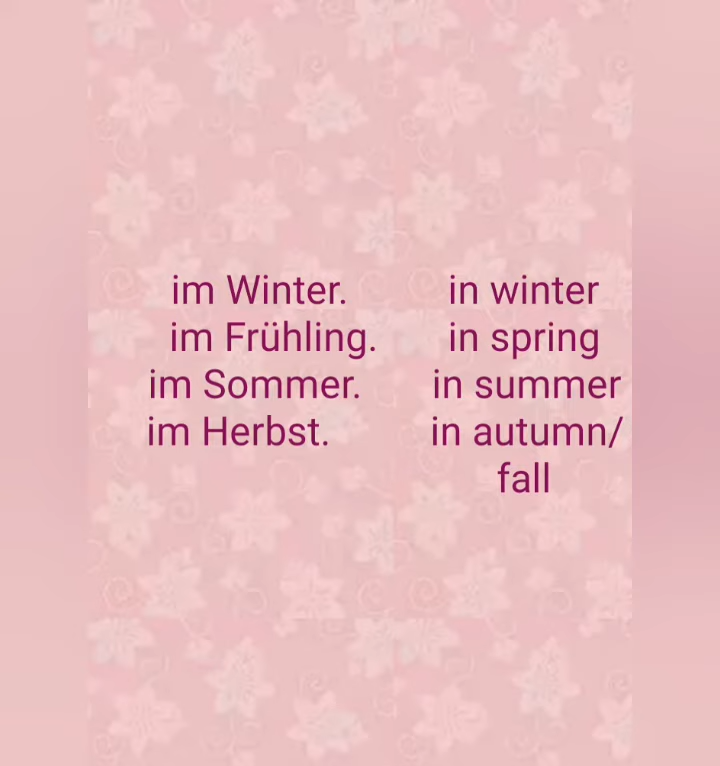 im Winter. in winter
im Frühling. in spring
im Sommer. in summer
im Herbst. in autumn/
fall